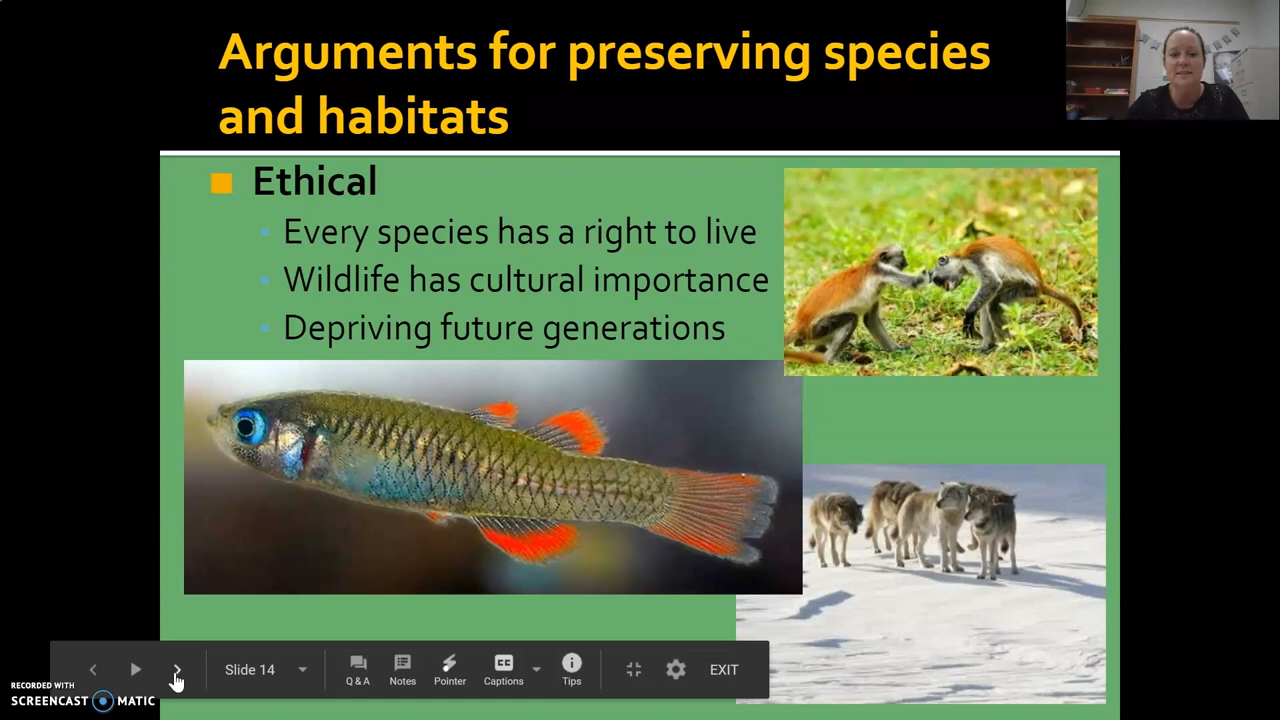 Arguments for preserving species
and habitats
Ethical
Every species has a right to live
Wildlife has cultural importance
Depriving future generations
Slide 14
Q & A
Notes
Pointer
CC
Captions
Tips
EXIT
RECORDED WITH
SCREENCAST MATIC